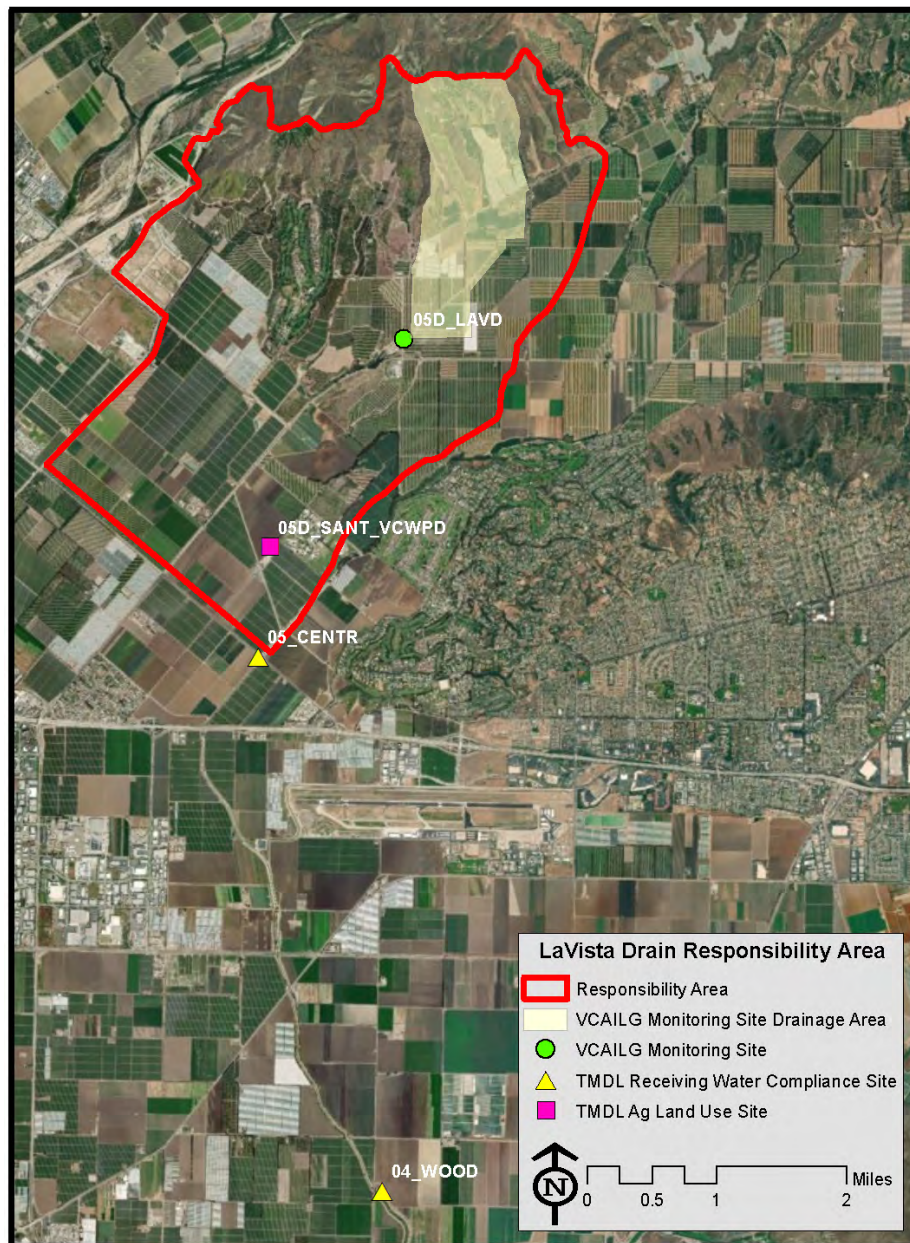 05D_LAVD
05D_SANT_VCWPD
05_CENTR
04_WOOD
LaVista Drain Responsibility Area
Responsibility Area
VCAILG Monitoring Site Drainage Area
VCAILG Monitoring Site
TMDL Receiving Water Compliance Site
TMDL Ag Land Use Site
N
Miles
0 0.5 1 2